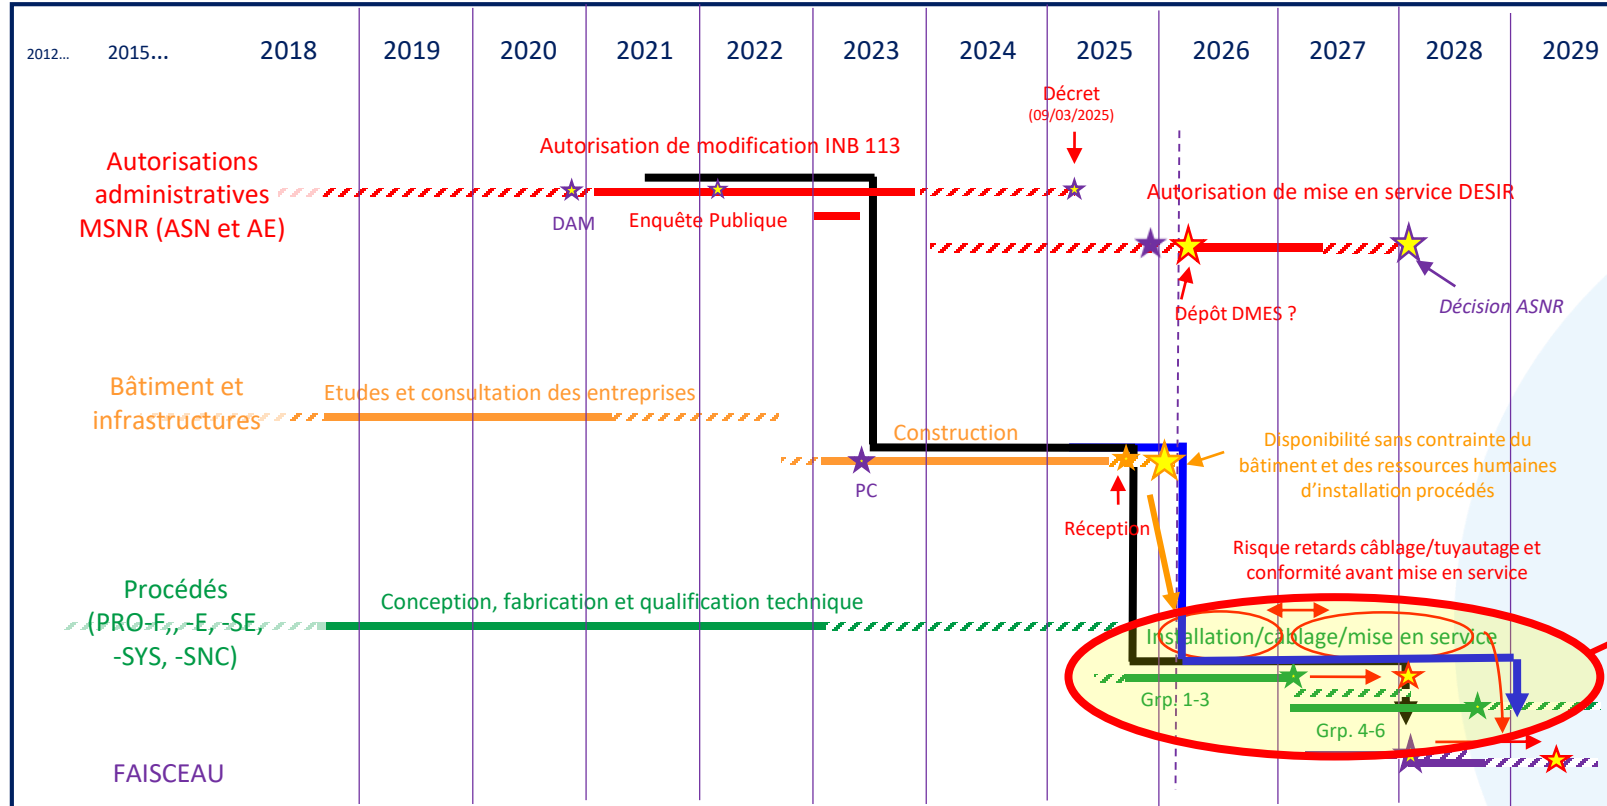 2012... 2015... 2018 2019 2020 2021 2022 2023 2024 2025 2026 2027 2028 2029
Décret
(09/03/2025)
Autorisation de modification INB 113
Autorisations
administratives
MSNR (ASN et AE)
DAM
Enquête Publique
Autorisation de mise en service DESIR
Dépôt DMES ?
Décision ASNR
Bâtiment et
infrastructures
Etudes et consultation des entreprises
Construction
PC
Réception
Disponibilité sans contrainte du
bâtiment et des ressources humaines
d’installation procédés
Risque retards câblage/tuyautage et
conformité avant mise en service
Procédés
(PRO-F,, -E, -SE,
-SYS, -SNC)
Conception, fabrication et qualification technique
Installation/câblage/mise en service
Grp. 1-3
Grp. 4-6
FAISCEAU